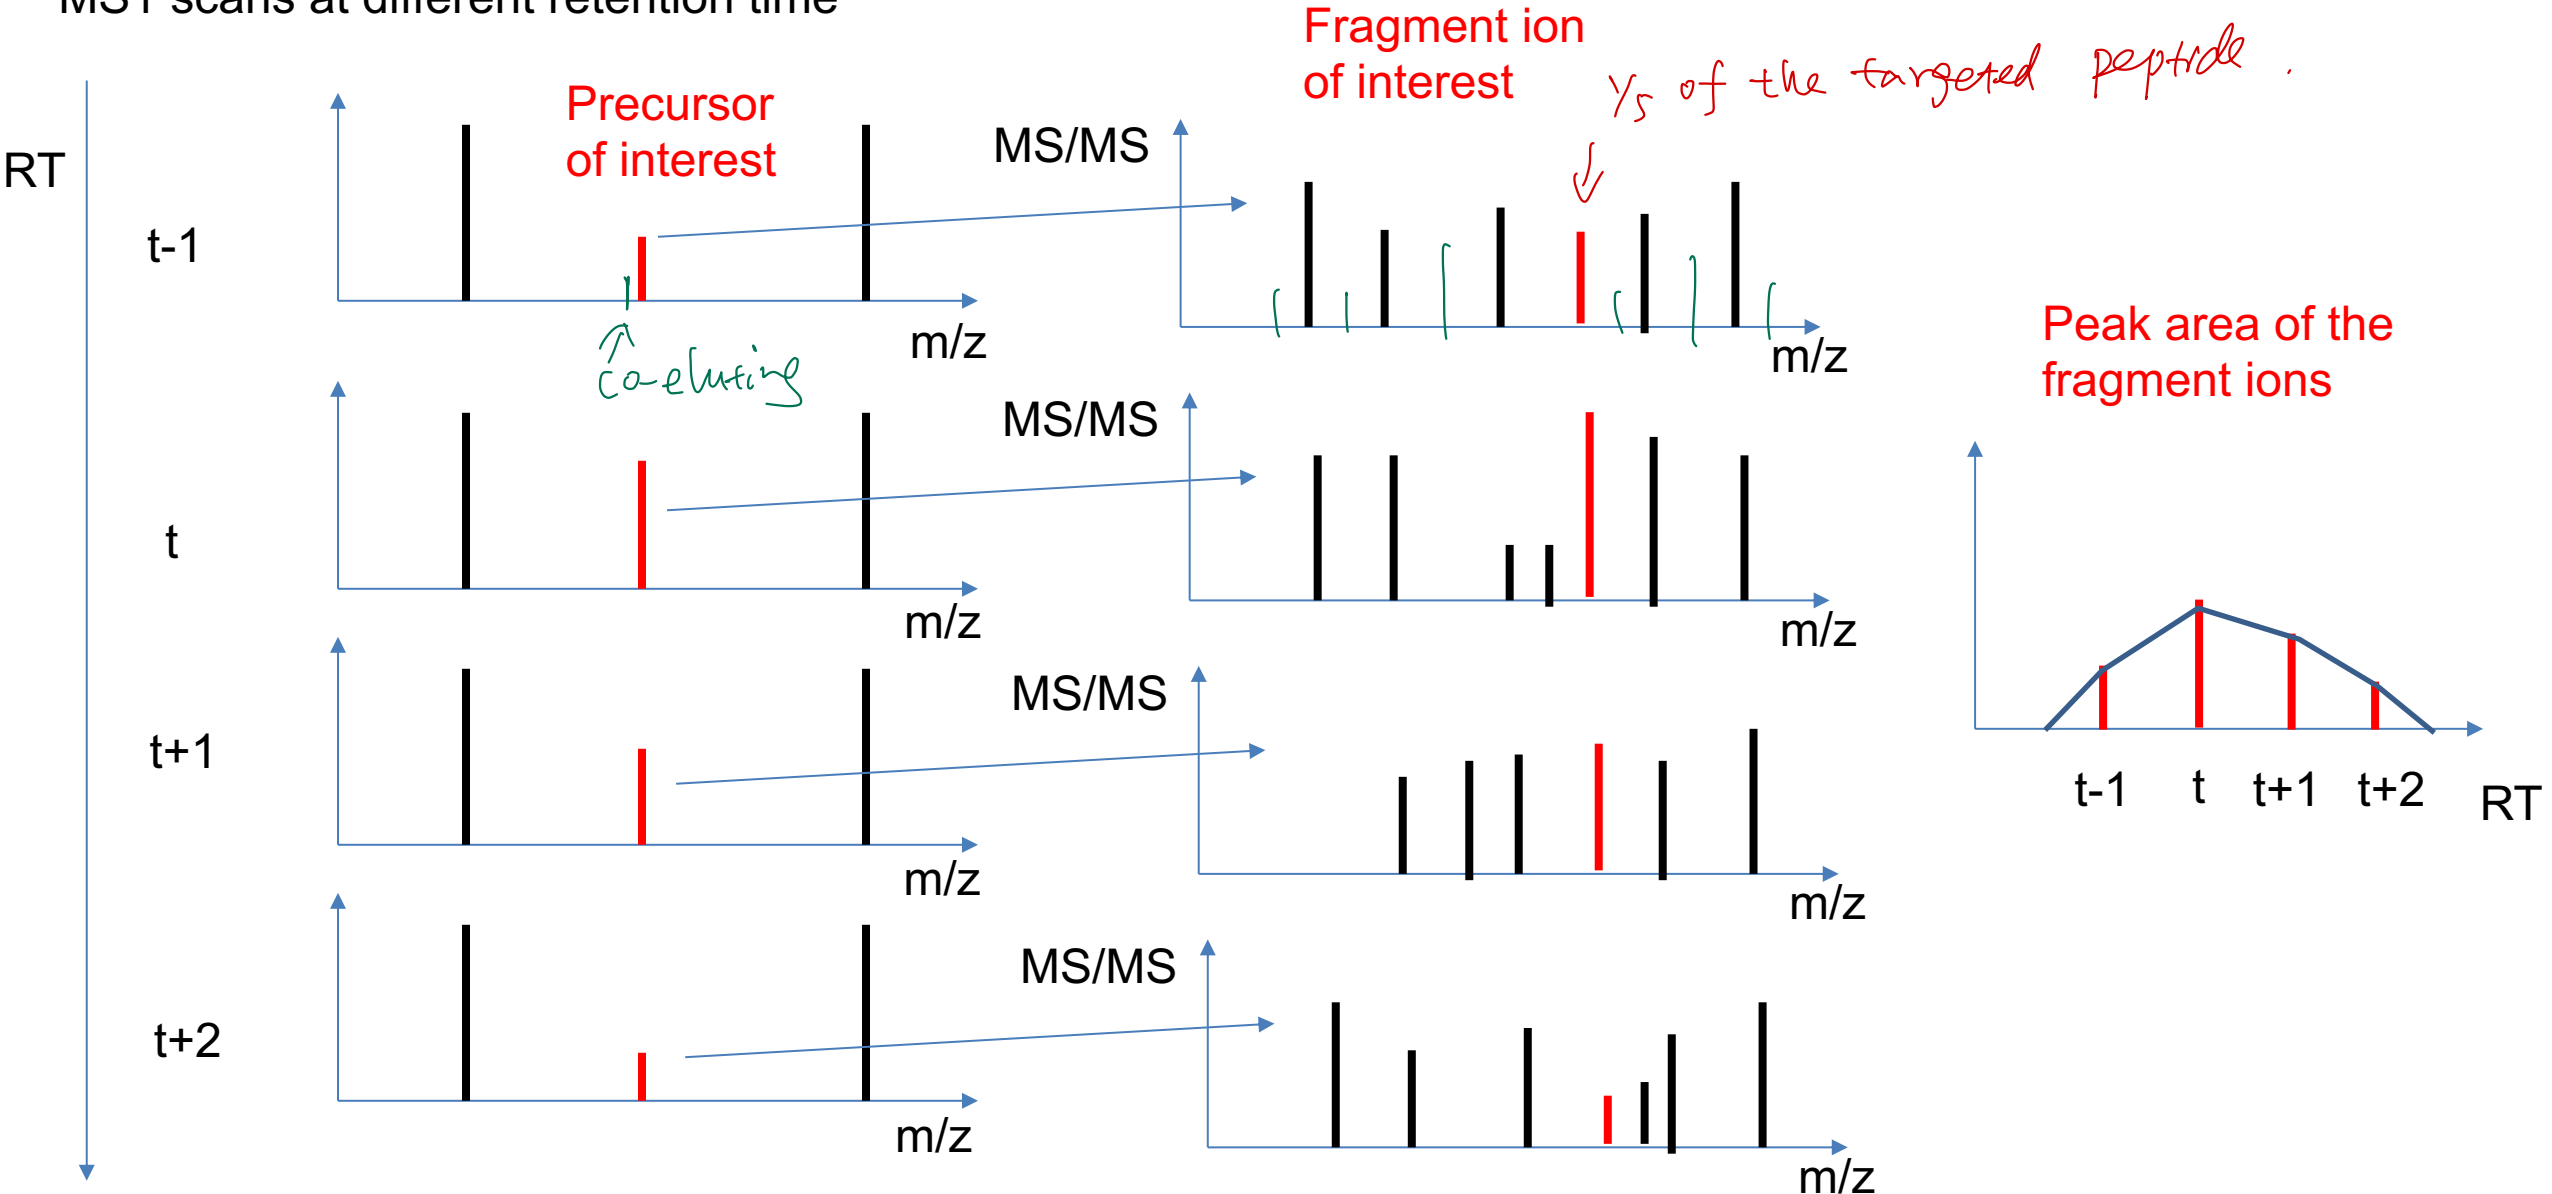 MS1 scans at different retention time
Fragment ion
of interest
y5 of the targeted peptide.
Precursor
of interest
MS/MS
RT
t-1
m/z
m/z
co-eluting
Peak area of the
fragment ions
MS/MS
t
m/z
m/z
MS/MS
t+1
t-1 t t+1 t+2 RT
m/z
m/z
MS/MS
t+2
m/z
m/z